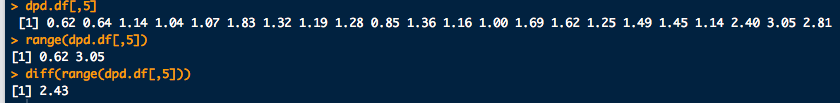 > dpd.df[,5]
[1] 0.62 0.64 1.14 1.04 1.07 1.83 1.32 1.19 1.28 0.85 1.36 1.16 1.00 1.69 1.62 1.25 1.49 1.45 1.14 2.40 3.05 2.81
> range(dpd.df[,5])
[1] 0.62 3.05
> diff(range(dpd.df[,5]))
[1] 2.43